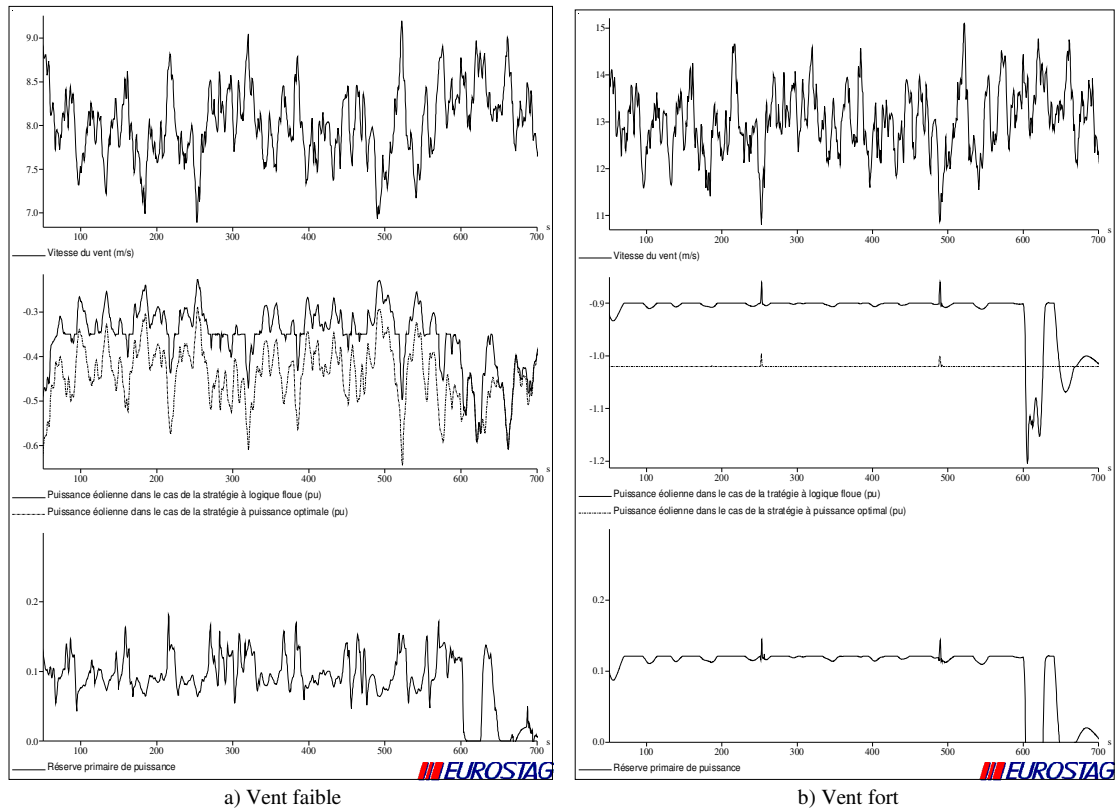 9.0
8.5
8.0
7.5
7.0
100 200 300 400 500 600 700
s
Vitesse du vent (m/s)
-0.3
-0.4
-0.5
-0.6
100 200 300 400 500 600 700
s
Puissance éolienne dans le cas de la stratégie à logique floue (pu)
Puissance éolienne dans le cas de la stratégie à puissance optimale (pu)
0.2
0.1
0.0
100 200 300 400 500 600 700
s
Réserve primaire de puissance
EUROSTAG
a) Vent faible
15
14
13
12
11
100 200 300 400 500 600 700
s
Vitesse du vent (m/s)
-0.9
-1.0
-1.1
-1.2
100 200 300 400 500 600 700
s
Puissance éolienne dans le cas de la tratégie à logique floue (pu)
Puissance éolienne dans le cas de la stratégie à puissance optimal (pu)
0.2
0.1
0.0
100 200 300 400 500 600 700
s
Réserve primaire de puissance
EUROSTAG
b) Vent fort